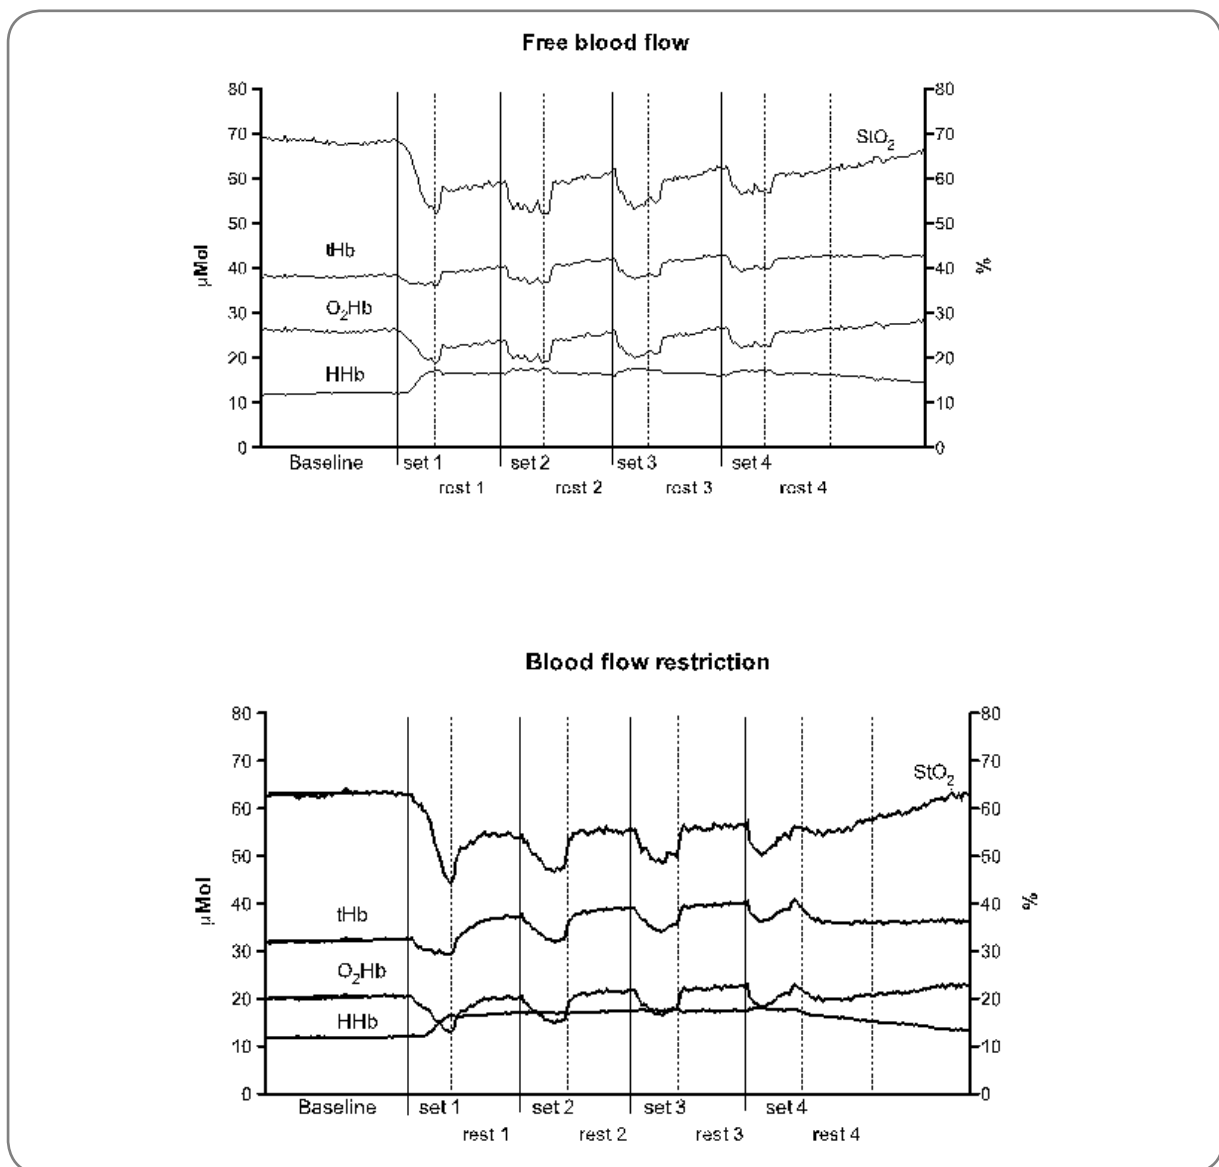 Free blood flow
80 80
70 70
StO2
60 60
50 50
tHb
μMol
40 40
%
O2Hb
30 30
20 20
HHb
10 10
0 0
Baseline set 1 set 2 set 3 set 4
rest 1 rest 2 rest 3 rest 4
Blood flow restriction
80 80
70 70
StO2
60 60
50 50
μMol
40 40
%
tHb
30 30
O2Hb
20 20
HHb
10 10
0 0
Baseline set 1 set 2 set 3 set 4
rest 1 rest 2 rest 3 rest 4